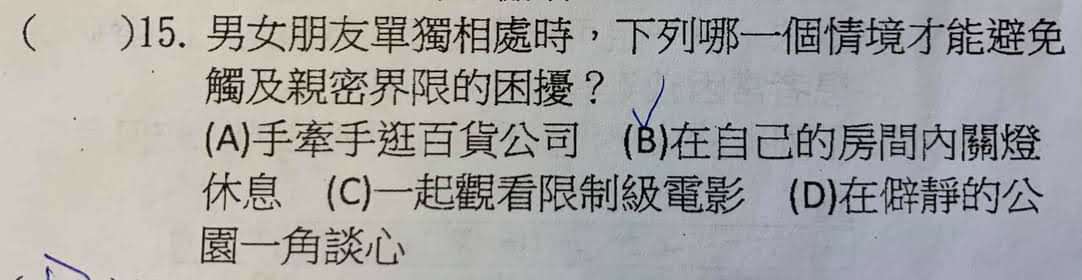 ( )15. 男女朋友單獨相處時，下列哪一個情境才能避免
觸及親密界限的困擾？
(A)手牽手逛百貨公司 (B)在自己的房間內關燈
休息 (C)一起觀看限制級電影 (D)在僻靜的公
園一角談心